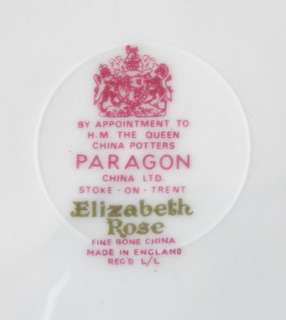 BY APPOINTMENT TO
H.M. THE QUEEN
CHINA POTTERS
PARAGON
CHINA LTD.
STOKE-ON-TRENT
Elizabeth
Rose
FINE BONE CHINA
MADE IN ENGLAND
REG'D L/L